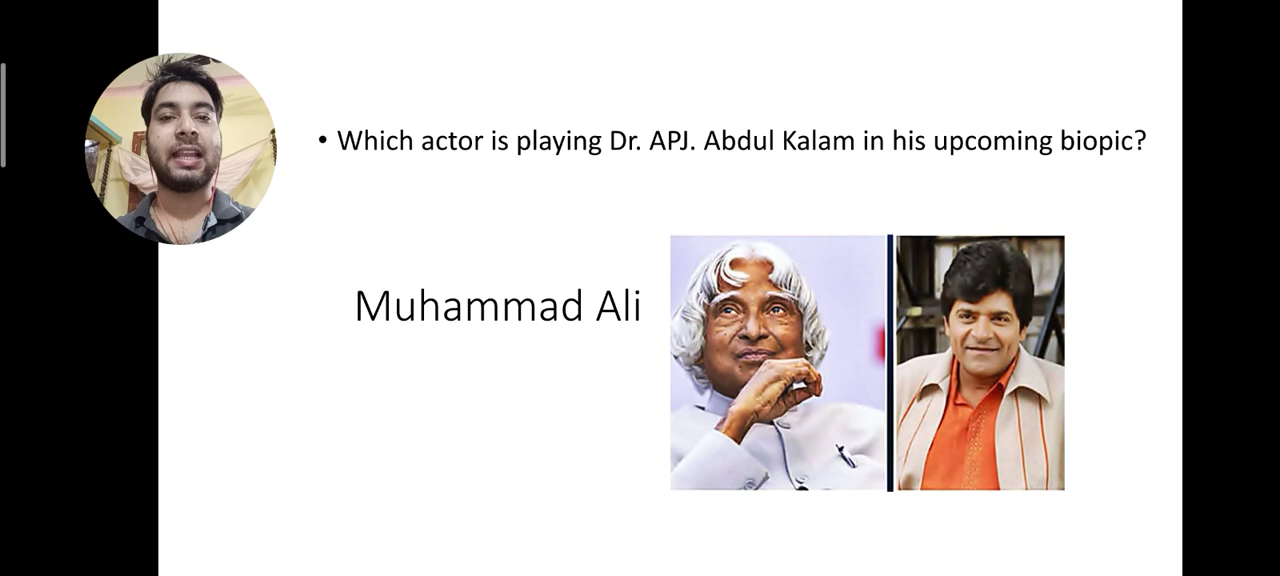 • Which actor is playing Dr. APJ. Abdul Kalam in his upcoming biopic?
Muhammad Ali